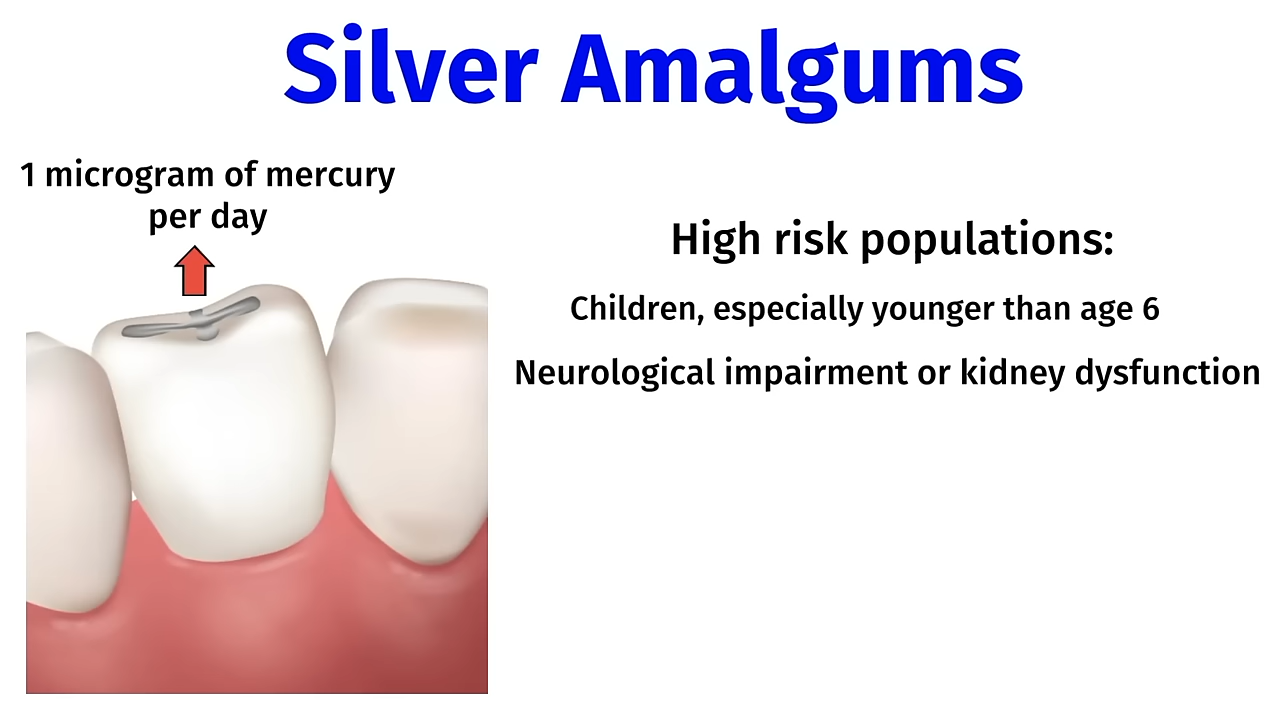 Silver Amalgums
1 microgram of mercury
per day
High risk populations:
Children, especially younger than age 6
Neurological impairment or kidney dysfunction